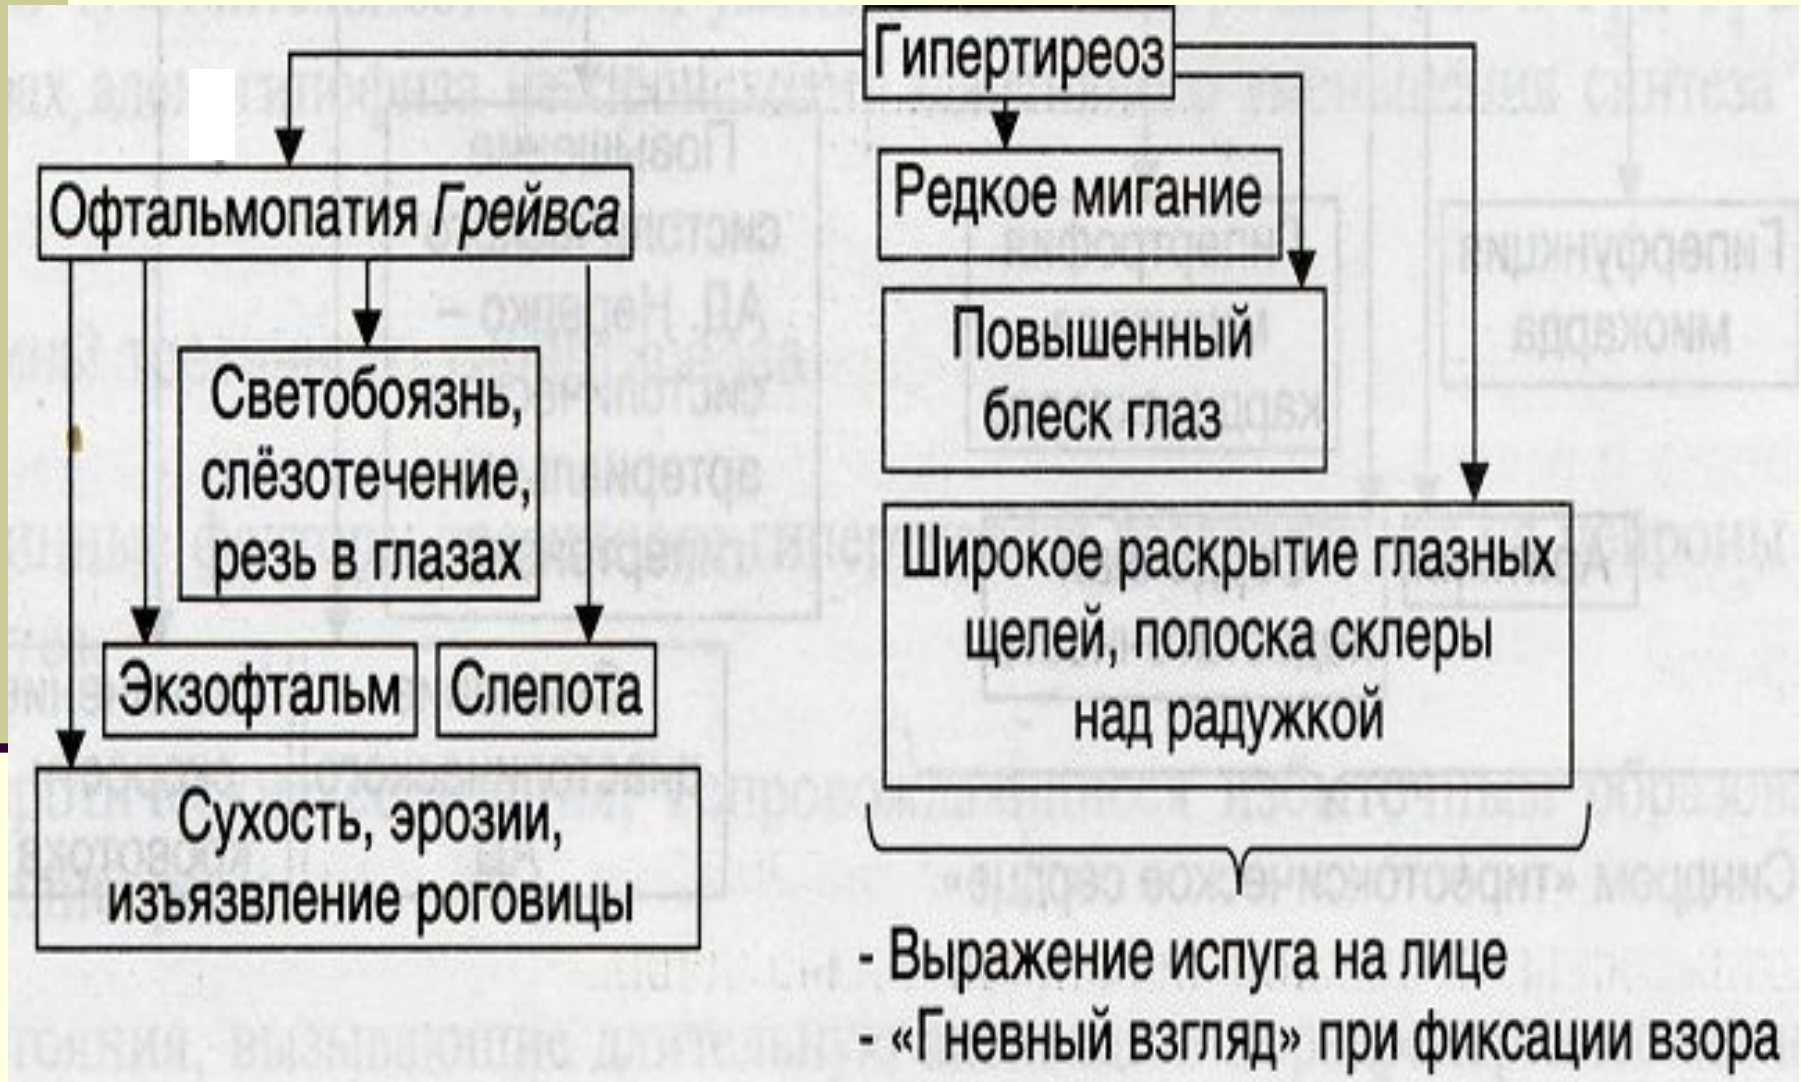 Гипертиреоз
Офтальмопатия Грейвса
Светобоязнь,
слёзотечение,
резь в глазах
Экзофтальм
Слепота
Сухость, эрозии,
изъязвление роговицы
Редкое мигание
Повышенный
блеск глаз
Широкое раскрытие глазных
щелей, полоска склеры
над радужкой
- Выражение испуга на лице
- «Гневный взгляд» при фиксации взора